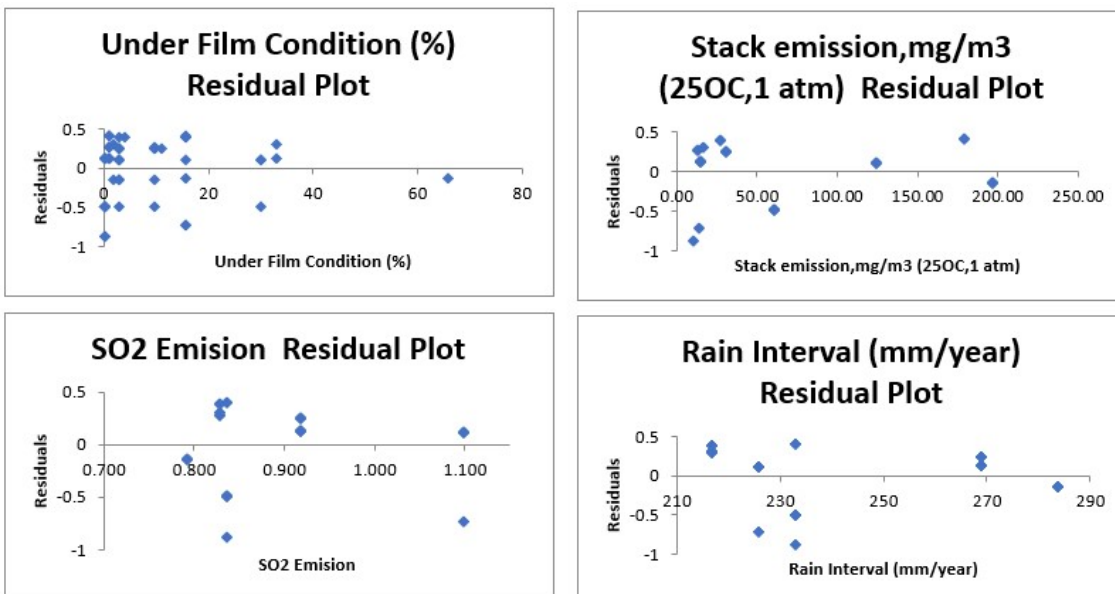 Under Film Condition (%)
Residual Plot
0.5
0
-0.5
-1
0 20 40 60 80
Residuals
Under Film Condition (%)
Stack emission,mg/m3
(25OC,1 atm) Residual Plot
0.5
0
-0.5
-1
0.00 50.00 100.00 150.00 200.00 250.00
Residuals
Stack emission,mg/m3 (25OC,1 atm)
SO2 Emision Residual Plot
0.5
0
-0.5
-1
0.700 0.800 0.900 1.000 1.100
Residuals
SO2 Emision
Rain Interval (mm/year)
Residual Plot
0.5
0
-0.5
-1
210 230 250 270 290
Residuals
Rain Interval (mm/year)